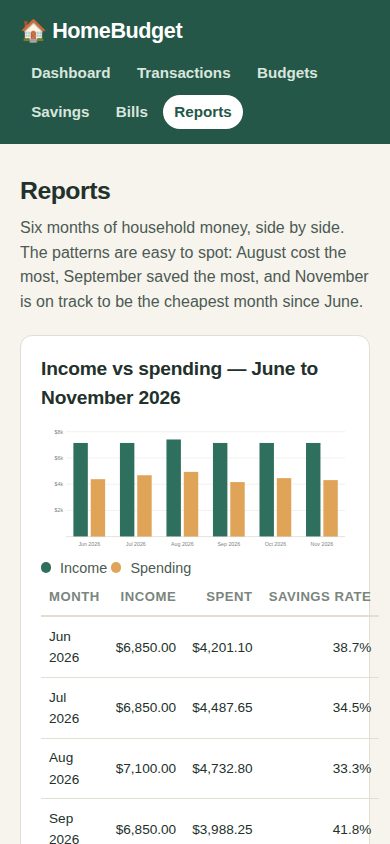 🏠 HomeBudget
Dashboard Transactions Budgets
Savings Bills Reports
Reports
Six months of household money, side by side.
The patterns are easy to spot: August cost the
most, September saved the most, and November
is on track to be the cheapest month since June.
Income vs spending — June to
November 2026
$8k
$6k
$4k
$2k
Jun 2026 Jul 2026 Aug 2026 Sep 2026 Oct 2026 Nov 2026
Income Spending
MONTH INCOME SPENT SAVINGS RATE
Jun
2026 $6,850.00 $4,201.10 38.7%
Jul
2026 $6,850.00 $4,487.65 34.5%
Aug
2026 $7,100.00 $4,732.80 33.3%
Sep
2026 $6,850.00 $3,988.25 41.8%